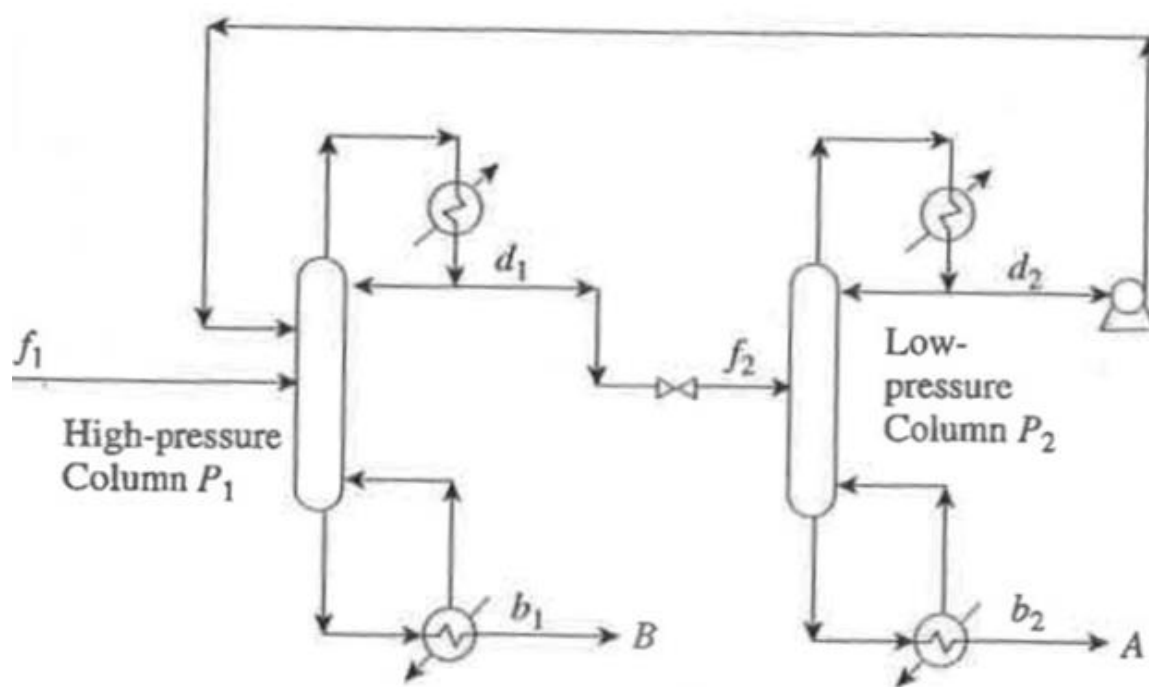 d₁
d₂
f₁
f₂
Low-
pressure
Column P₂
High-pressure
Column P₁
b₁
B
b₂
A